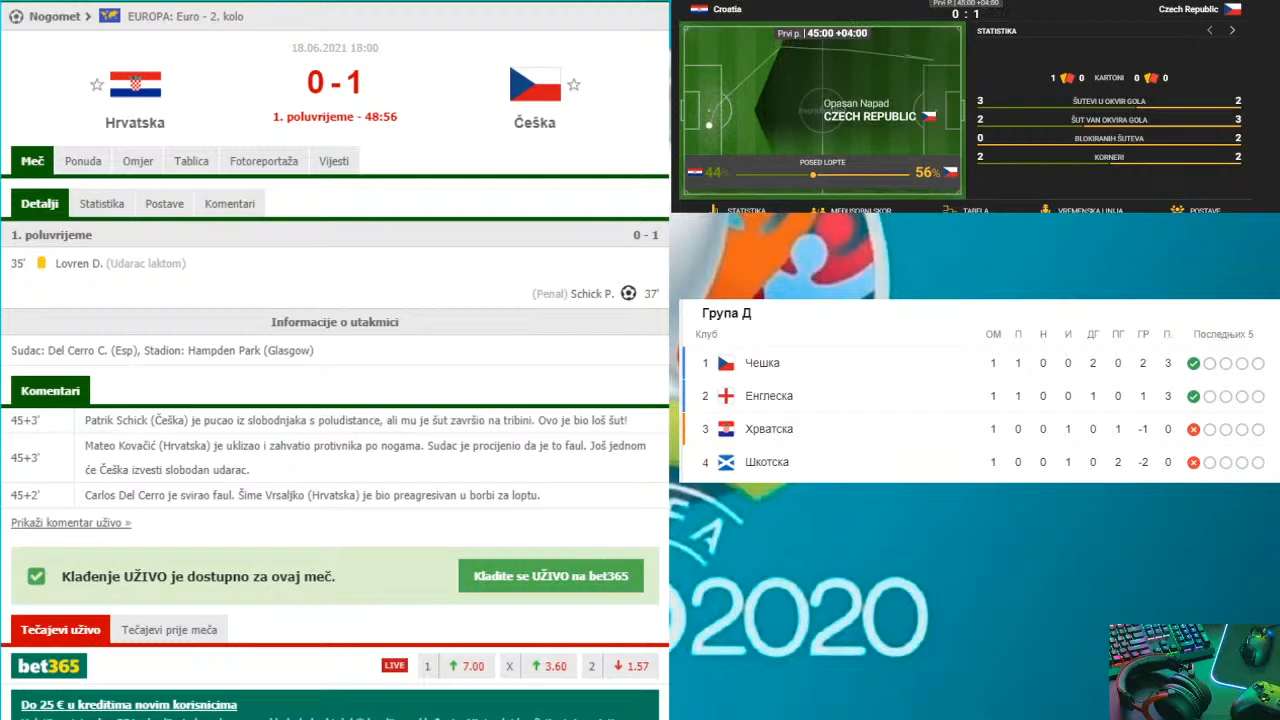 Nogomet
EUROPA: Euro - 2. kolo
18.06.2021 18:00
0 - 1
1. poluvrijeme - 48:56
Hrvatska
Češka
Meč
Ponuda
Omjer
Tablica
Fotoreportaža
Vijesti
Detalji
Statistika
Postave
Komentari
1. poluvrijeme 0 - 1
35' Lovren D. (Udarac laktom)
(Penal) Schick P. 37'
Informacije o utakmici
Sudac: Del Cerro C. (Esp), Stadion: Hampden Park (Glasgow)
Komentari
45+3' Patrik Schick (Češka) je pucao iz slobodnjaka s poludistance, ali mu je šut završio na tribini. Ovo je bio loš šut!
45+3' Mateo Kovačić (Hrvatska) je uklizao i zahvatio protivnika po nogama. Sudac je procijenio da je to faul. Još jednom
će Češka izvesti slobodan udarac.
45+2' Carlos Del Cerro je svirao faul. Šime Vrsaljko (Hrvatska) je bio preagresivan u borbi za loptu.
Prikaži komentar uživo »
Klađenje UŽIVO je dostupno za ovaj meč.
Kladite se UŽIVO na bet365
Tečajevi uživo
Tečajevi prije meča
bet365
LIVE 1 7.00 X 3.60 2 1.57
Do 25 € u kreditima novim korisnicima
Croatia
Prvi P.| 45:00 +04:00
0 : 1
Czech Republic
Prvi p. | 45:00 +04:00
Opasan Napad
CZECH REPUBLIC
POSED LOPTE
44%
56%
STATISTIKA
1 0 KARTONI 0 0
3 ŠUTEVI U OKVIR GOLA 2
2 ŠUT VAN OKVIRA GOLA 3
0 BLOKIRANIH ŠUTEVA 2
2 KORNERI 2
STATISTIKA
MEĐUSOBNI SKOR
TABELA
VREMENSKA LINIJA
POSTAVE
Група Д
Клуб ОМ П Н И ДГ ПГ ГР П. Последњих 5
1 Чешка 1 1 0 0 2 0 2 3
2 Енглеска 1 1 0 0 1 0 1 3
3 Хрватска 1 0 0 1 0 1 -1 0
4 Шкотска 1 0 0 1 0 2 -2 0
2020